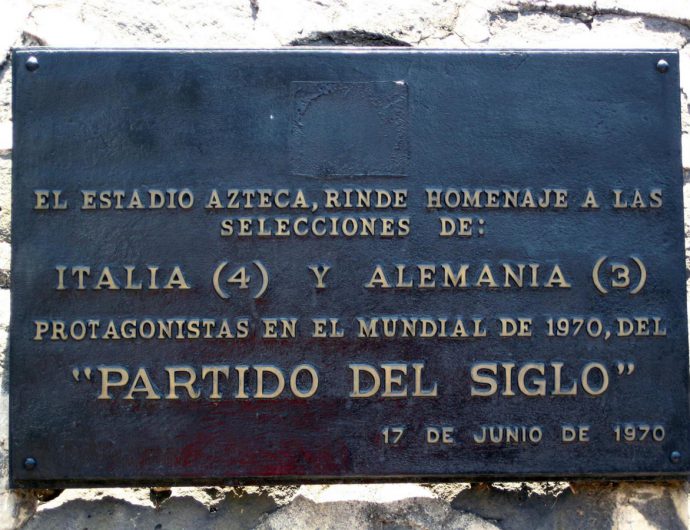 EL ESTADIO AZTECA, RINDE HOMENAJE A LAS
SELECCIONES DE:
ITALIA (4) Y ALEMANIA (3)
PROTAGONISTAS EN EL MUNDIAL DE 1970, DEL
"PARTIDO DEL SIGLO"
17 DE JUNIO DE 1970